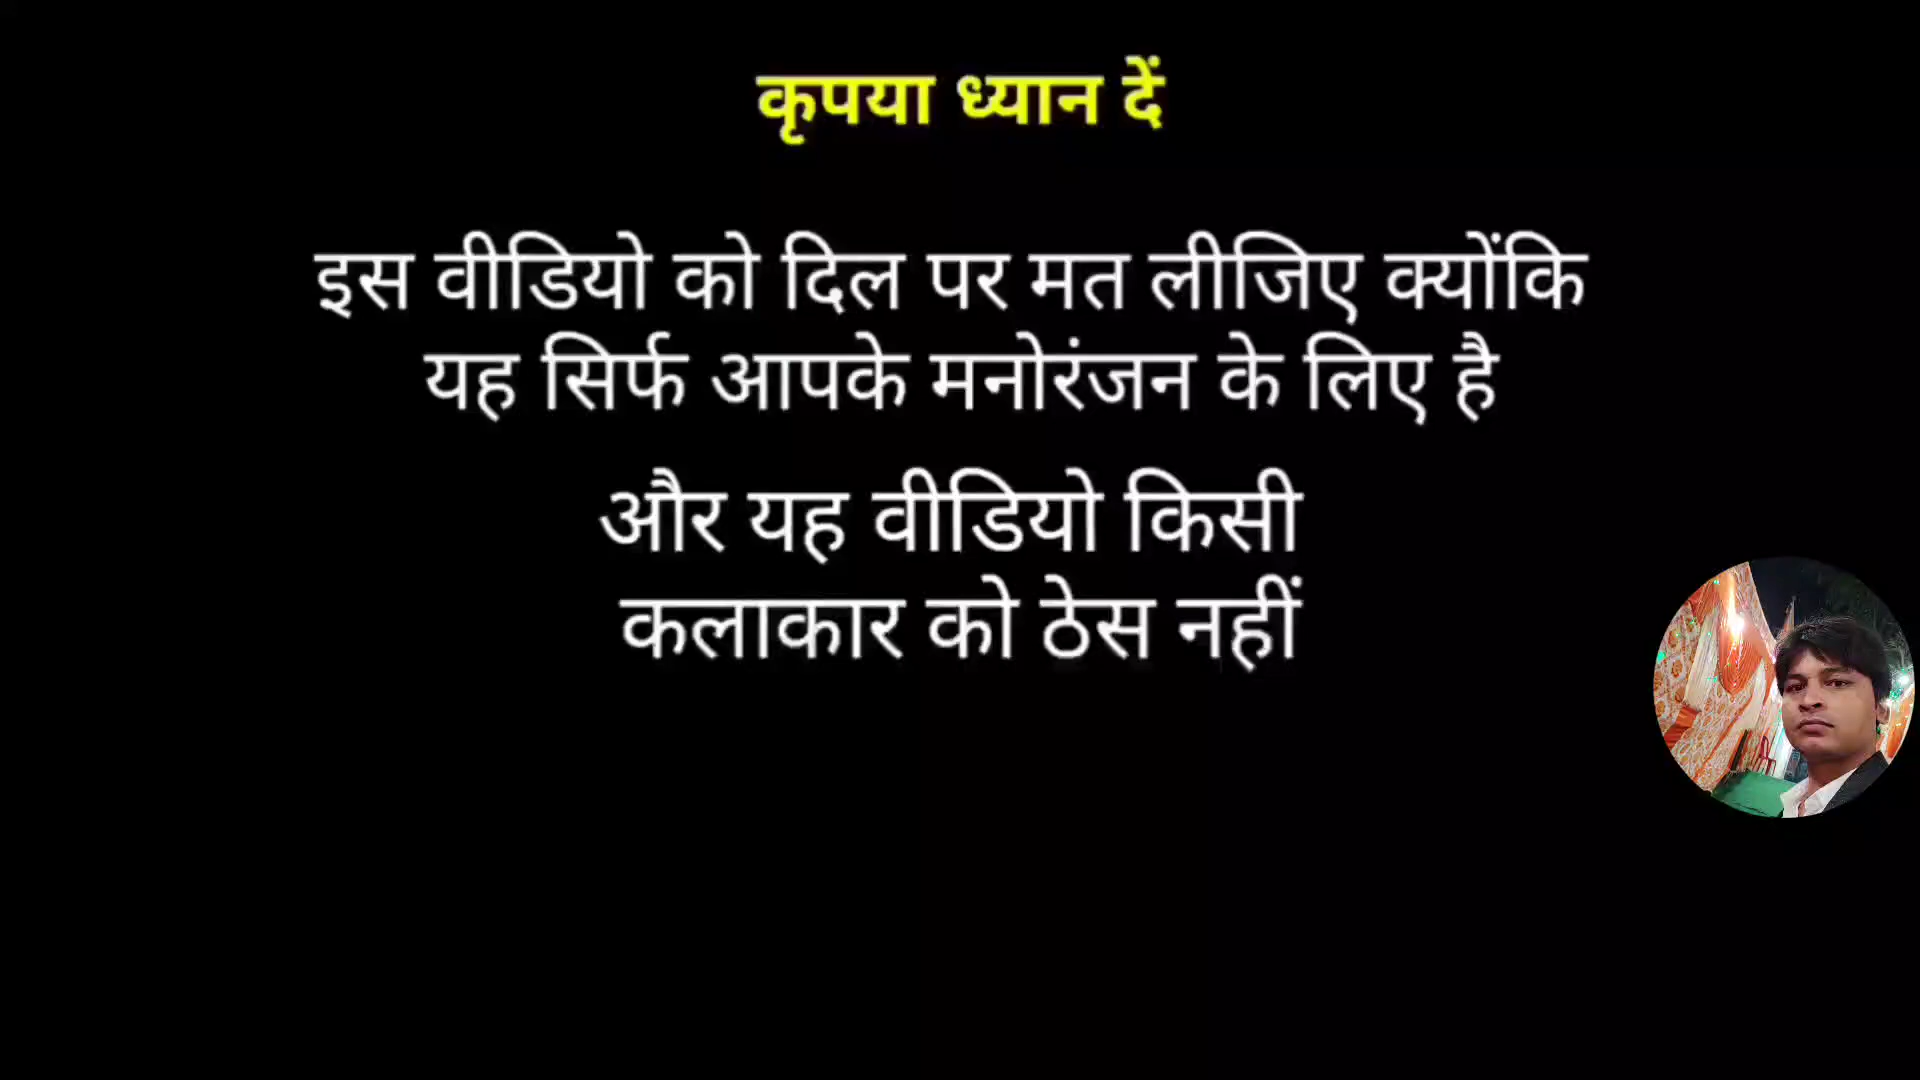 कृपया ध्यान दें
इस वीडियो को दिल पर मत लीजिए क्योंकि
यह सिर्फ आपके मनोरंजन के लिए है
और यह वीडियो किसी
कलाकार को ठेस नहीं